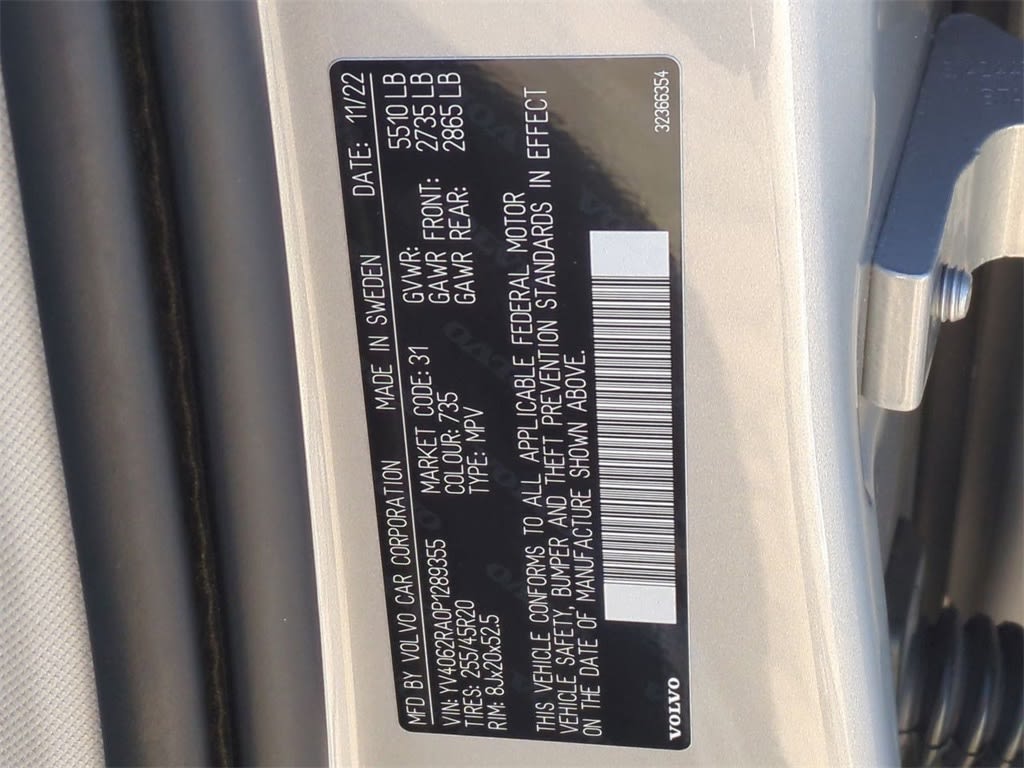 MFD BY VOLVO CAR CORPORATION MADE IN SWEDEN DATE: 11/22
VIN: YV4062RA0P1289355 MARKET CODE: 31 GVWR: 5510 LB
TIRES: 255/45R20 COLOUR: 735 GAWR FRONT: 2735 LB
RIM: 8Jx20x52.5 TYPE: MPV GAWR REAR: 2865 LB
THIS VEHICLE CONFORMS TO ALL APPLICABLE FEDERAL MOTOR
VEHICLE SAFETY, BUMPER AND THEFT PREVENTION STANDARDS IN EFFECT
ON THE DATE OF MANUFACTURE SHOWN ABOVE.
VOLVO 32366354